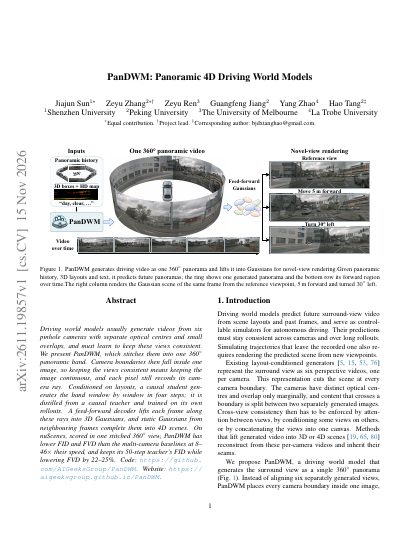 PanDWM: Panoramic 4D Driving World Models
Jiajun Sun1* Zeyu Zhang2*† Zeyu Ren3 Guangfeng Jiang2 Yang Zhao4 Hao Tang2‡
1Shenzhen University 2Peking University 3The University of Melbourne 4La Trobe University
*Equal contribution. †Project lead. ‡Corresponding author: bjdxtanghao@gmail.com.
Inputs
Panoramic history
360°
3D boxes + HD map
"day, clear, ..."
PanDWM
One 360° panoramic video
Feed-forward
Gaussians
Novel-view rendering
Reference view
Move 5 m forward
Turn 30° left
Video
over time
Figure 1. PanDWM generates driving video as one 360° panorama and lifts it into Gaussians for novel-view rendering.Given panoramic
history, 3D layouts and text, it predicts future panoramas; the ring shows one generated panorama and the bottom row its forward region
over time.The right column renders the Gaussian scene of the same frame from the reference viewpoint, 5 m forward and turned 30° left.
Abstract
Driving world models usually generate videos from six
pinhole cameras with separate optical centres and small
overlaps, and must learn to keep these views consistent.
We present PanDWM, which stitches them into one 360°
panoramic band. Camera boundaries then fall inside one
image, so keeping the views consistent means keeping the
image continuous, and each pixel still records its cam-
era ray. Conditioned on layouts, a causal student gen-
erates the band window by window in four steps; it is
distilled from a causal teacher and trained on its own
rollouts. A feed-forward decoder lifts each frame along
these rays into 3D Gaussians, and static Gaussians from
neighbouring frames complete them into 4D scenes. On
nuScenes, scored in one stitched 360° view, PanDWM has
lower FID and FVD than the multi-camera baselines at 8–
46× their speed, and keeps its 50-step teacher's FID while
lowering FVD by 22–25%. Code: https://github.
com/AIGeeksGroup/PanDWM. Website: https://
aigeeksgroup.github.io/PanDWM.
1. Introduction
Driving world models predict future surround-view video
from scene layouts and past frames, and serve as control-
lable simulators for autonomous driving. Their predictions
must stay consistent across cameras and over long rollouts.
Simulating trajectories that leave the recorded one also re-
quires rendering the predicted scene from new viewpoints.
Existing layout-conditioned generators [5, 15, 53, 76]
represent the surround view as six perspective videos, one
per camera. This representation cuts the scene at every
camera boundary. The cameras have distinct optical cen-
tres and overlap only marginally, and content that crosses a
boundary is split between two separately generated images.
Cross-view consistency then has to be enforced by atten-
tion between views, by conditioning some views on others,
or by concatenating the views into one canvas. Methods
that lift generated video into 3D or 4D scenes [19, 65, 80]
reconstruct from these per-camera videos and inherit their
seams.
We propose PanDWM, a driving world model that
generates the surround view as a single 360° panorama
(Fig. 1). Instead of aligning six separately generated views,
PanDWM places every camera boundary inside one image,
1
arXiv:2611.19857v1 [cs.CV] 15 Nov 2026